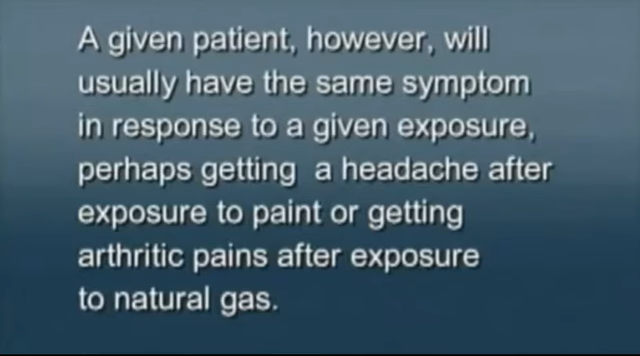 A given patient, however, will
usually have the same symptom
in response to a given exposure,
perhaps getting  a headache after
exposure to paint or getting
arthritic pains after exposure
to natural gas.